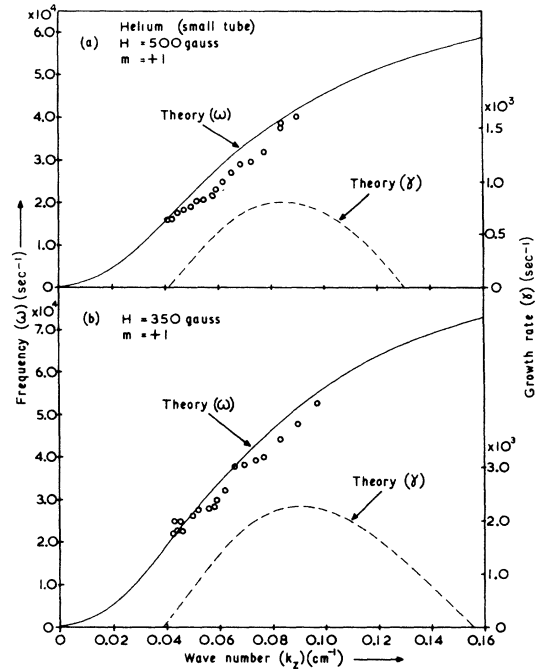 x10⁴
Helium (small tube)
(a) H = 500 gauss
m = +1
6.0
5.0
4.0
3.0
2.0
1.0
0
Theory (ω)
Theory (γ)
x10³
1.5
1.0
0.5
0
x10⁴
(b) H = 350 gauss
m = +1
7.0
6.0
5.0
4.0
3.0
2.0
1.0
0
Theory (ω)
Theory (γ)
x10³
3.0
2.0
1.0
0
Frequency (ω) (sec⁻¹)
Growth rate (γ) (sec⁻¹)
0 0.02 0.04 0.06 0.08 0.10 0.12 0.14 0.16
Wave number (k_z) (cm⁻¹)